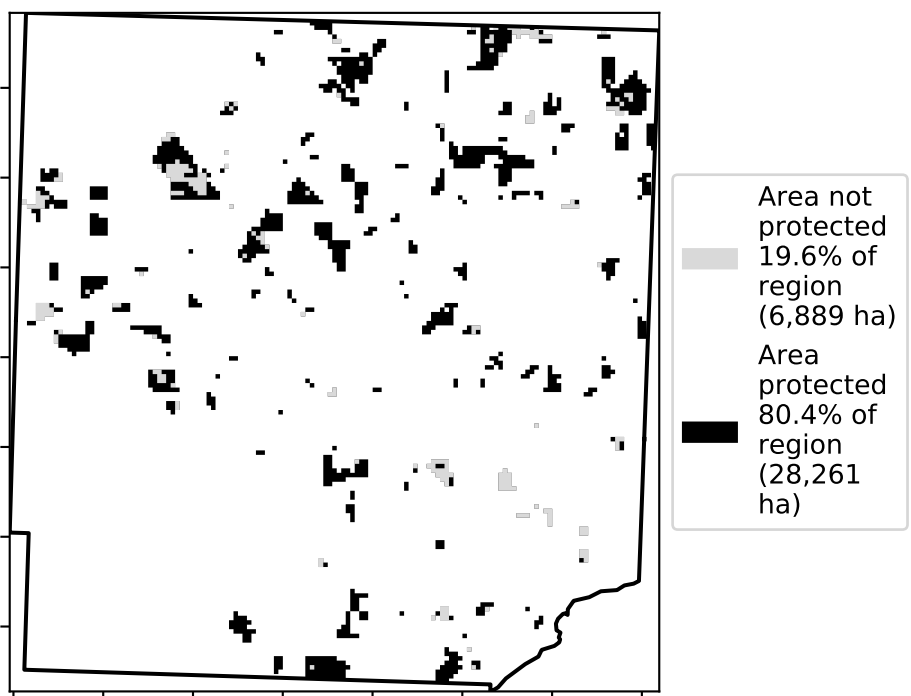 Area not
protected
19.6% of
region
(6,889 ha)
Area
protected
80.4% of
region
(28,261
ha)